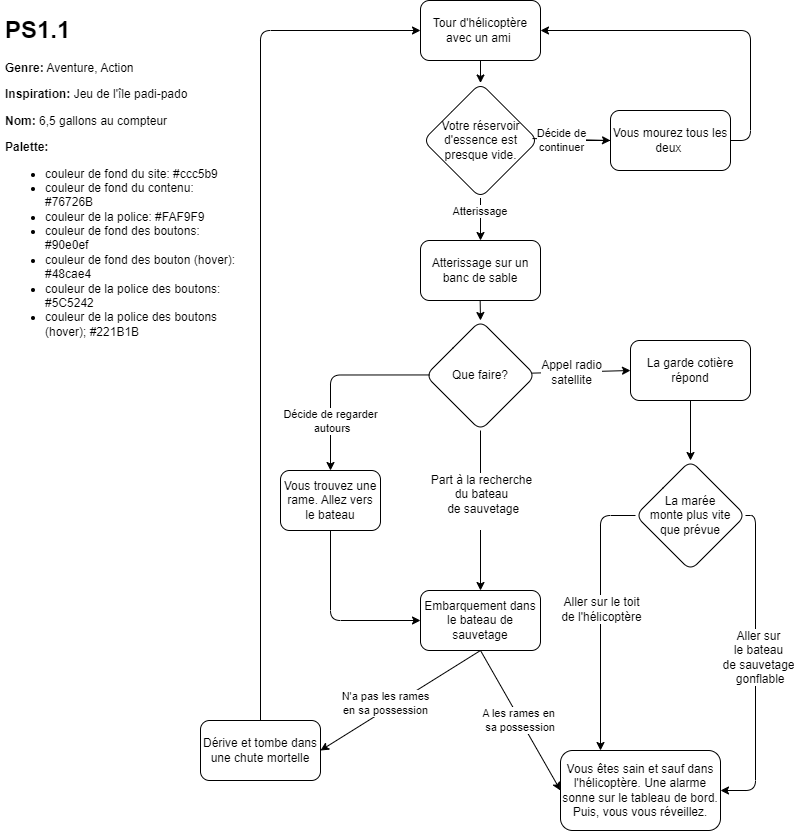 PS1.1
Genre: Aventure, Action
Inspiration: Jeu de l'île padi-pado
Nom: 6,5 gallons au compteur
Palette:
couleur de fond du site: #ccc5b9
couleur de fond du contenu:
#76726B
couleur de la police: #FAF9F9
couleur de fond des boutons:
#90e0ef
couleur de fond des bouton (hover):
#48cae4
couleur de la police des boutons:
#5C5242
couleur de la police des boutons
(hover); #221B1B
Tour d'hélicoptère
avec un ami
Votre réservoir
d'essence est
presque vide.
Décide de
continuer
Vous mourez tous les
deux
Atterissage
Atterissage sur un
banc de sable
Que faire?
Appel radio
satellite
La garde cotière
répond
Décide de regarder
autours
Vous trouvez une
rame. Allez vers
le bateau
Part à la recherche
du bateau
de sauvetage
La marée
monte plus vite
que prévue
Embarquement dans
le bateau de
sauvetage
Aller sur le toit
de l'hélicoptère
Aller sur
le bateau
de sauvetage
gonflable
N'a pas les rames
en sa possession
A les rames en
sa possession
Dérive et tombe dans
une chute mortelle
Vous êtes sain et sauf dans
l'hélicoptère. Une alarme
sonne sur le tableau de bord.
Puis, vous vous réveillez.